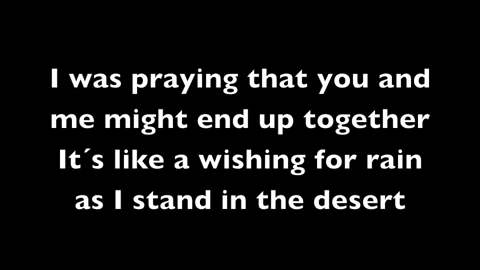 I was praying that you and
me might end up together
It´s like a wishing for rain
as I stand in the desert